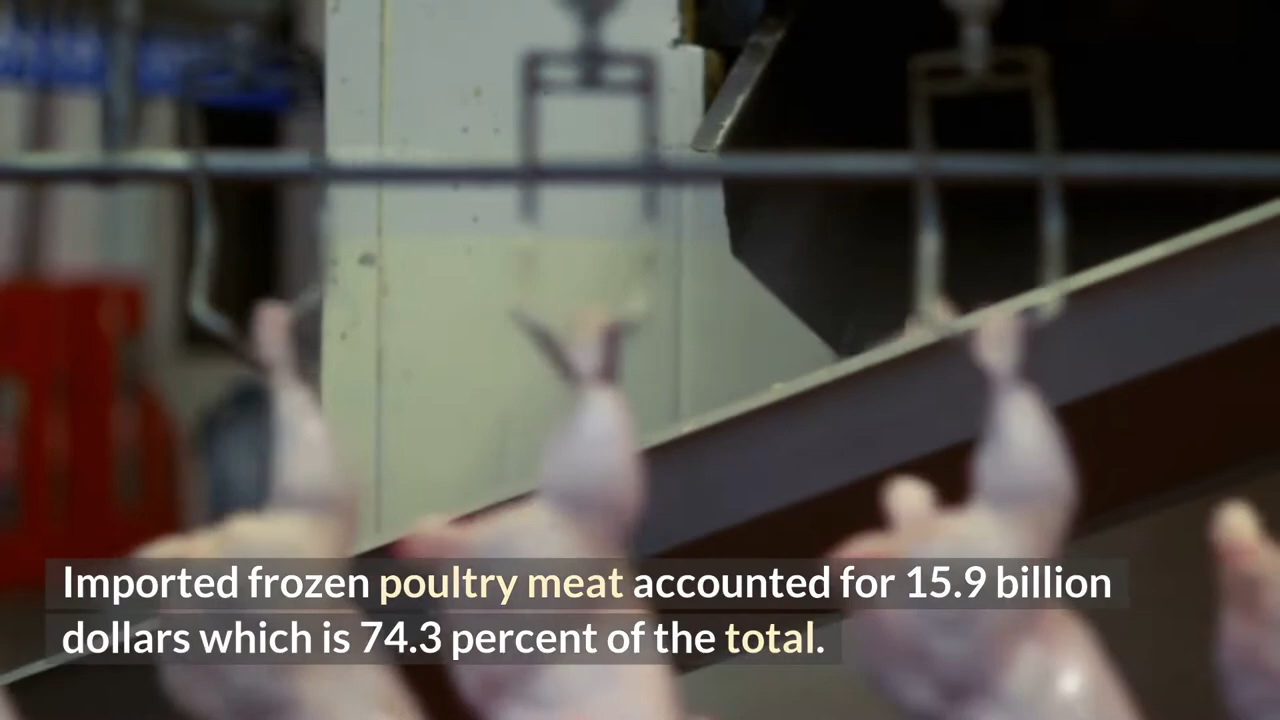 Imported frozen poultry meat accounted for 15.9 billion
dollars which is 74.3 percent of the total.